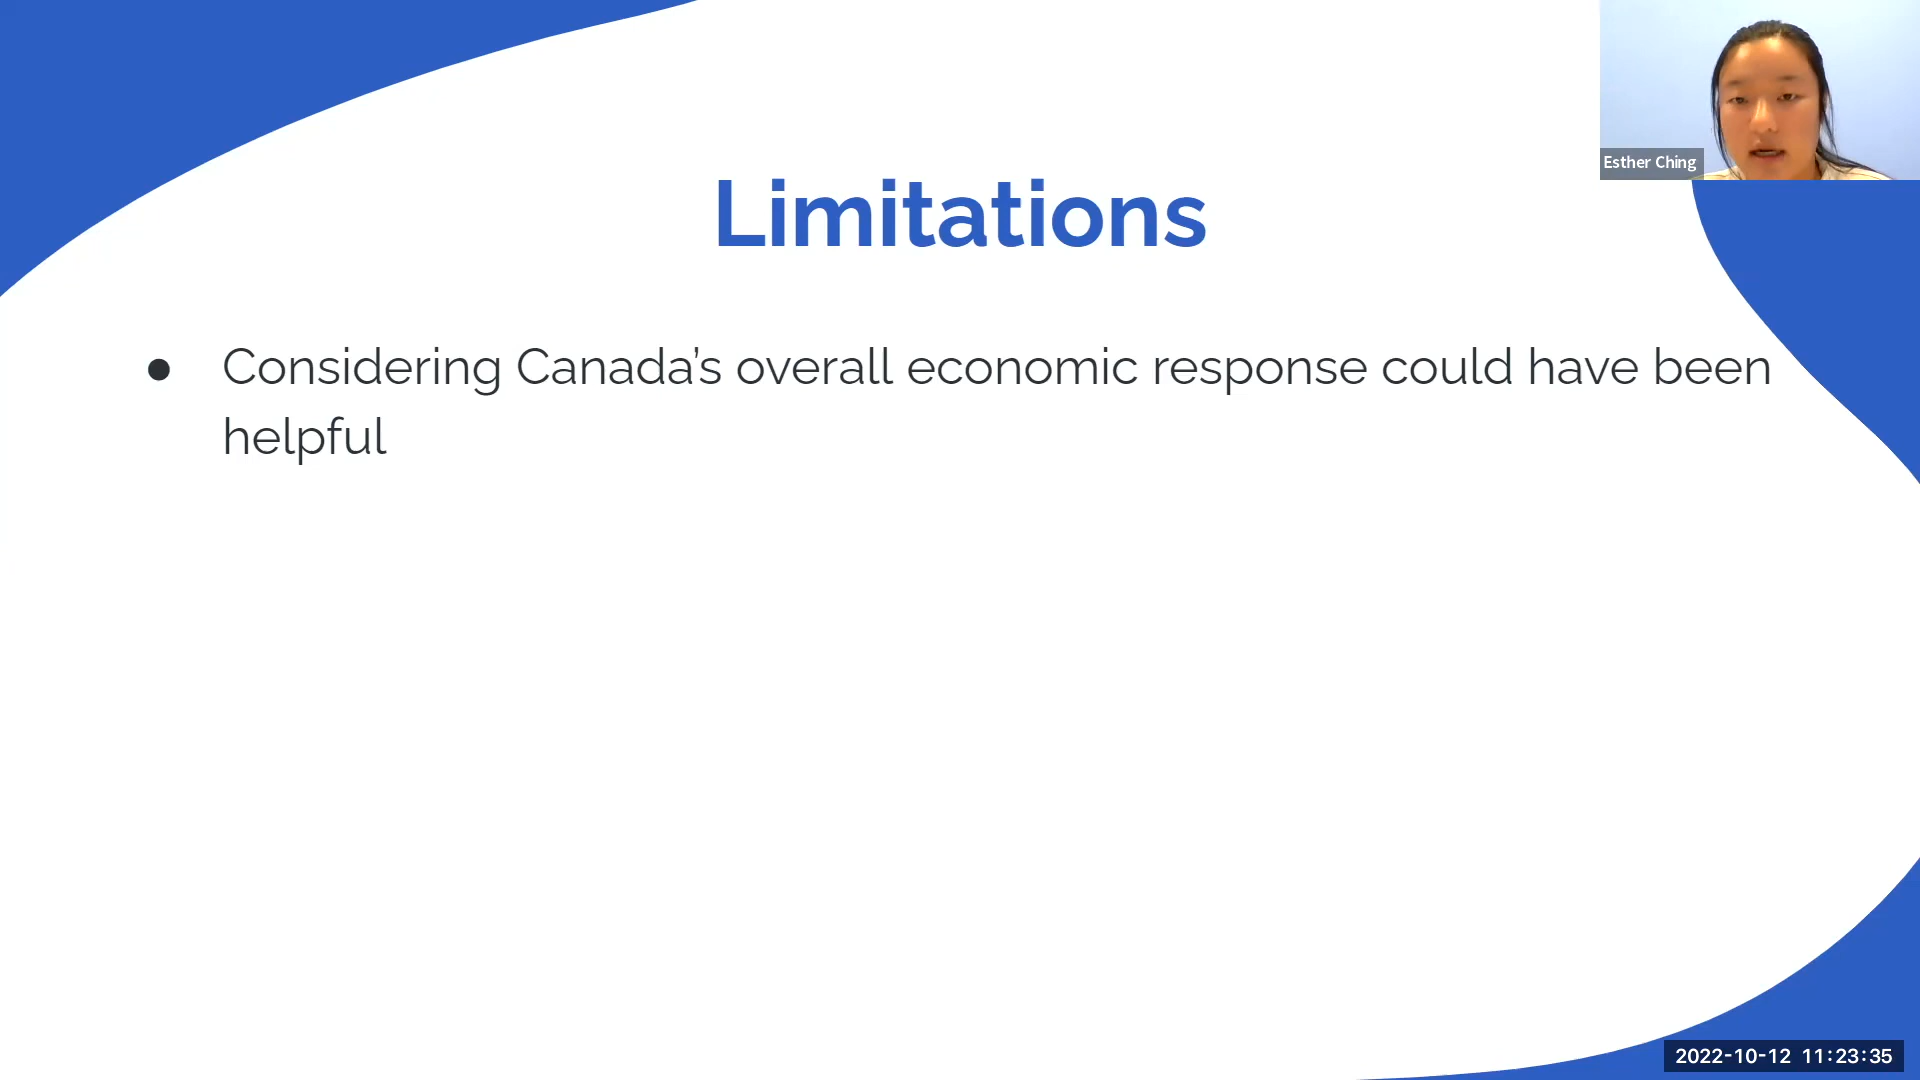 Esther Ching
Limitations
● Considering Canada’s overall economic response could have been
helpful
2022-10-12 11:23:35